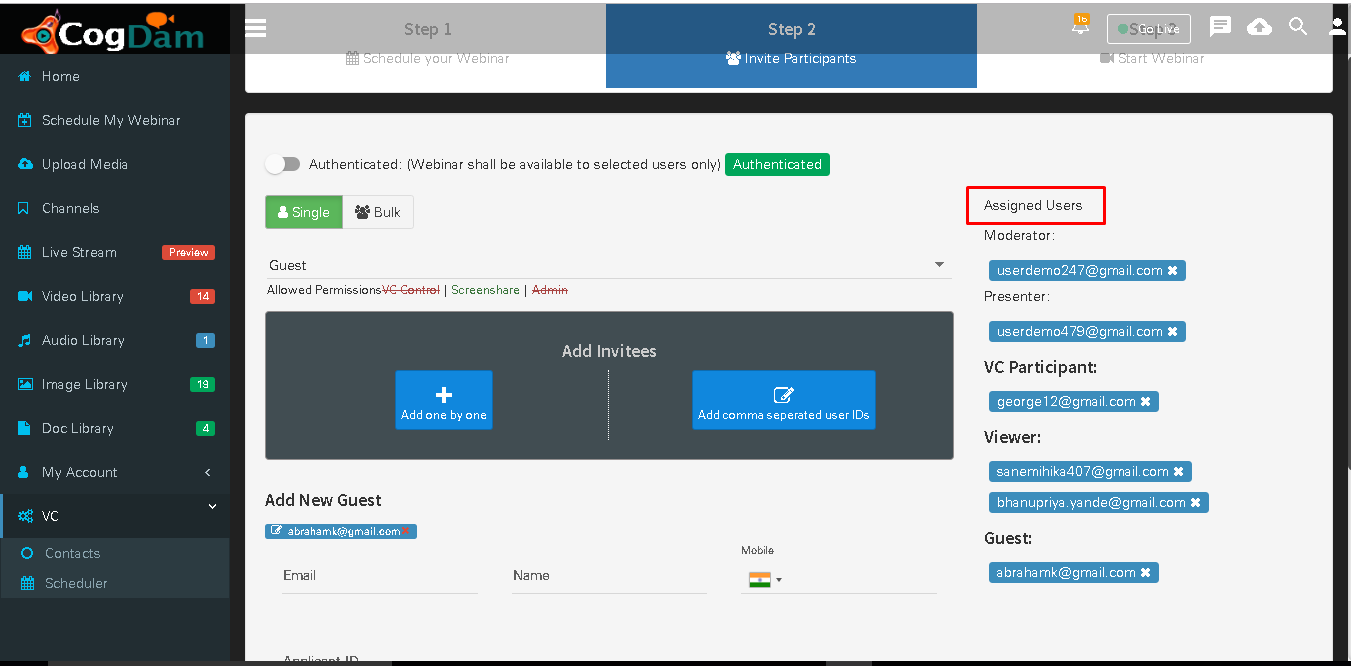 CogDam
Step 1
Step 2
16
Go Live
Schedule your Webinar
Invite Participants
Start Webinar
Home
Schedule My Webinar
Upload Media
Channels
Live Stream
Preview
Video Library
14
Audio Library
1
Image Library
19
Doc Library
4
My Account
VC
Contacts
Scheduler
Authenticated: (Webinar shall be available to selected users only) Authenticated
Single
Bulk
Guest
Allowed PermissionsVC Control | Screenshare | Admin
Add Invitees
Add one by one
Add comma seperated user IDs
Add New Guest
abrahamk@gmail.com
Email
Name
Mobile
Applicant ID
Assigned Users
Moderator:
userdemo247@gmail.com
Presenter:
userdemo479@gmail.com
VC Participant:
george12@gmail.com
Viewer:
sanemihika407@gmail.com
bhanupriya.yande@gmail.com
Guest:
abrahamk@gmail.com